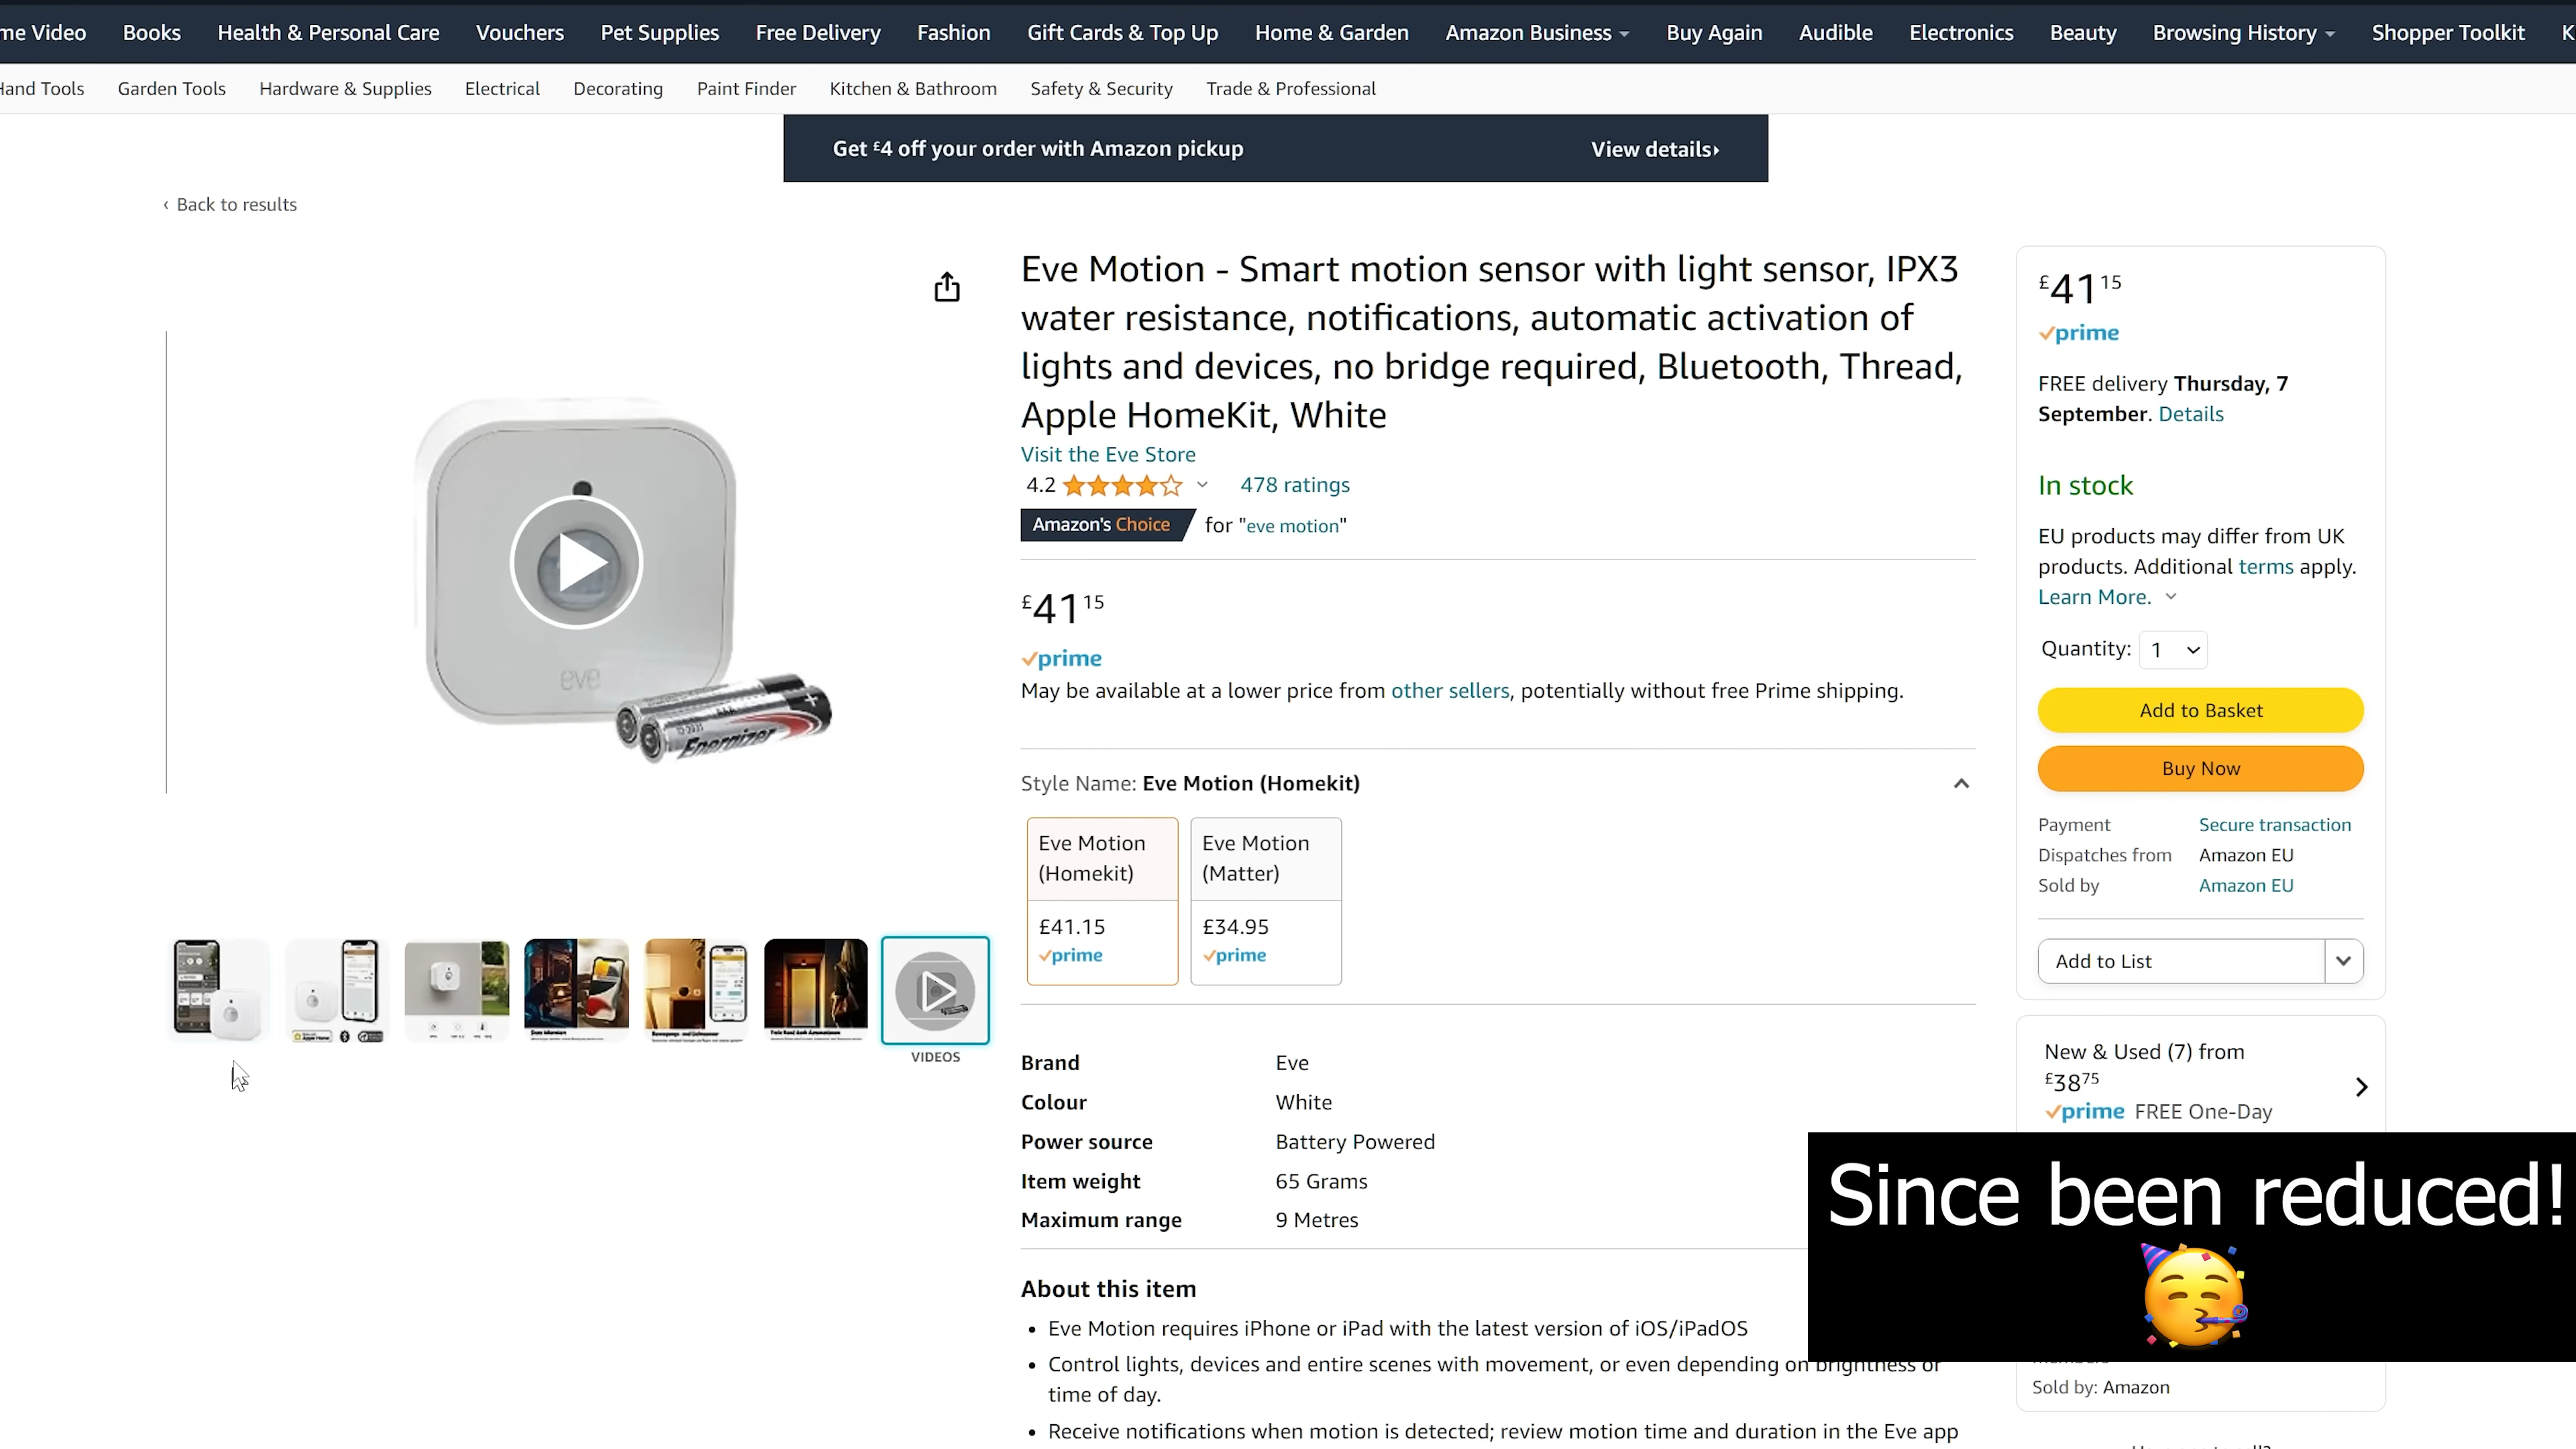 me Video Books Health & Personal Care Vouchers Pet Supplies Free Delivery Fashion Gift Cards & Top Up Home & Garden Amazon Business Buy Again Audible Electronics Beauty Browsing History Shopper Toolkit K
Hand Tools Garden Tools Hardware & Supplies Electrical Decorating Paint Finder Kitchen & Bathroom Safety & Security Trade & Professional
Get £4 off your order with Amazon pickup View details
‹ Back to results
eve
AAA
Energizer
VIDEOS
Eve Motion - Smart motion sensor with light sensor, IPX3
water resistance, notifications, automatic activation of
lights and devices, no bridge required, Bluetooth, Thread,
Apple HomeKit, White
Visit the Eve Store
4.2 478 ratings
Amazon's Choice for "eve motion"
£41 15
prime
May be available at a lower price from other sellers, potentially without free Prime shipping.
Style Name: Eve Motion (Homekit)
Eve Motion
(Homekit)
£41.15
prime
Eve Motion
(Matter)
£34.95
prime
Brand Eve
Colour White
Power source Battery Powered
Item weight 65 Grams
Maximum range 9 Metres
About this item
• Eve Motion requires iPhone or iPad with the latest version of iOS/iPadOS
• Control lights, devices and entire scenes with movement, or even depending on brightness or
time of day.
• Receive notifications when motion is detected; review motion time and duration in the Eve app
£41 15
prime
FREE delivery Thursday, 7
September. Details
In stock
EU products may differ from UK
products. Additional terms apply.
Learn More.
Quantity: 1
Add to Basket
Buy Now
Payment Secure transaction
Dispatches from Amazon EU
Sold by Amazon EU
Add to List
New & Used (7) from
£38 75
prime FREE One-Day
Since been reduced!
Sold by: Amazon